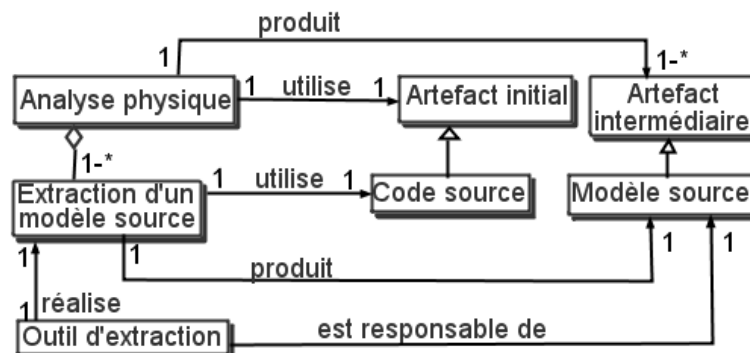 produit
1
1-*
Analyse physique
1
utilise
1
Artefact initial
Artefact
intermédiaire
1-*
Extraction d'un
modèle source
1
utilise
1
Code source
Modèle source
1
1
produit
1
1
réalise
1
Outil d'extraction
est responsable de